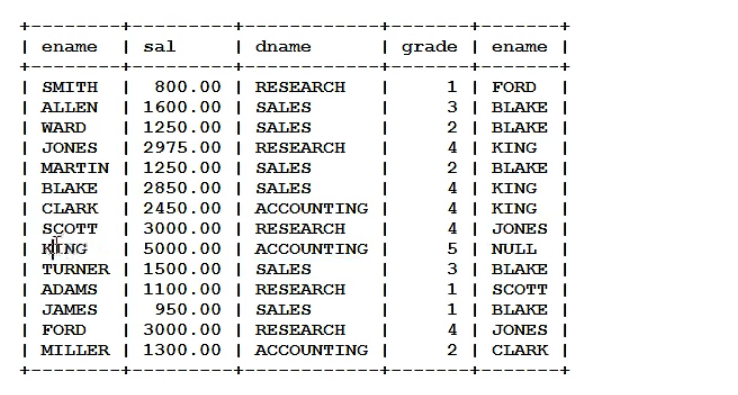 +--------+---------+------------+-------+-------+
| ename  | sal     | dname      | grade | ename |
+--------+---------+------------+-------+-------+
| SMITH  |  800.00 | RESEARCH   |     1 | FORD  |
| ALLEN  | 1600.00 | SALES      |     3 | BLAKE |
| WARD   | 1250.00 | SALES      |     2 | BLAKE |
| JONES  | 2975.00 | RESEARCH   |     4 | KING  |
| MARTIN | 1250.00 | SALES      |     2 | BLAKE |
| BLAKE  | 2850.00 | SALES      |     4 | KING  |
| CLARK  | 2450.00 | ACCOUNTING |     4 | KING  |
| SCOTT  | 3000.00 | RESEARCH   |     4 | JONES |
| KING   | 5000.00 | ACCOUNTING |     5 | NULL  |
| TURNER | 1500.00 | SALES      |     3 | BLAKE |
| ADAMS  | 1100.00 | RESEARCH   |     1 | SCOTT |
| JAMES  |  950.00 | SALES      |     1 | BLAKE |
| FORD   | 3000.00 | RESEARCH   |     4 | JONES |
| MILLER | 1300.00 | ACCOUNTING |     2 | CLARK |
+--------+---------+------------+-------+-------+